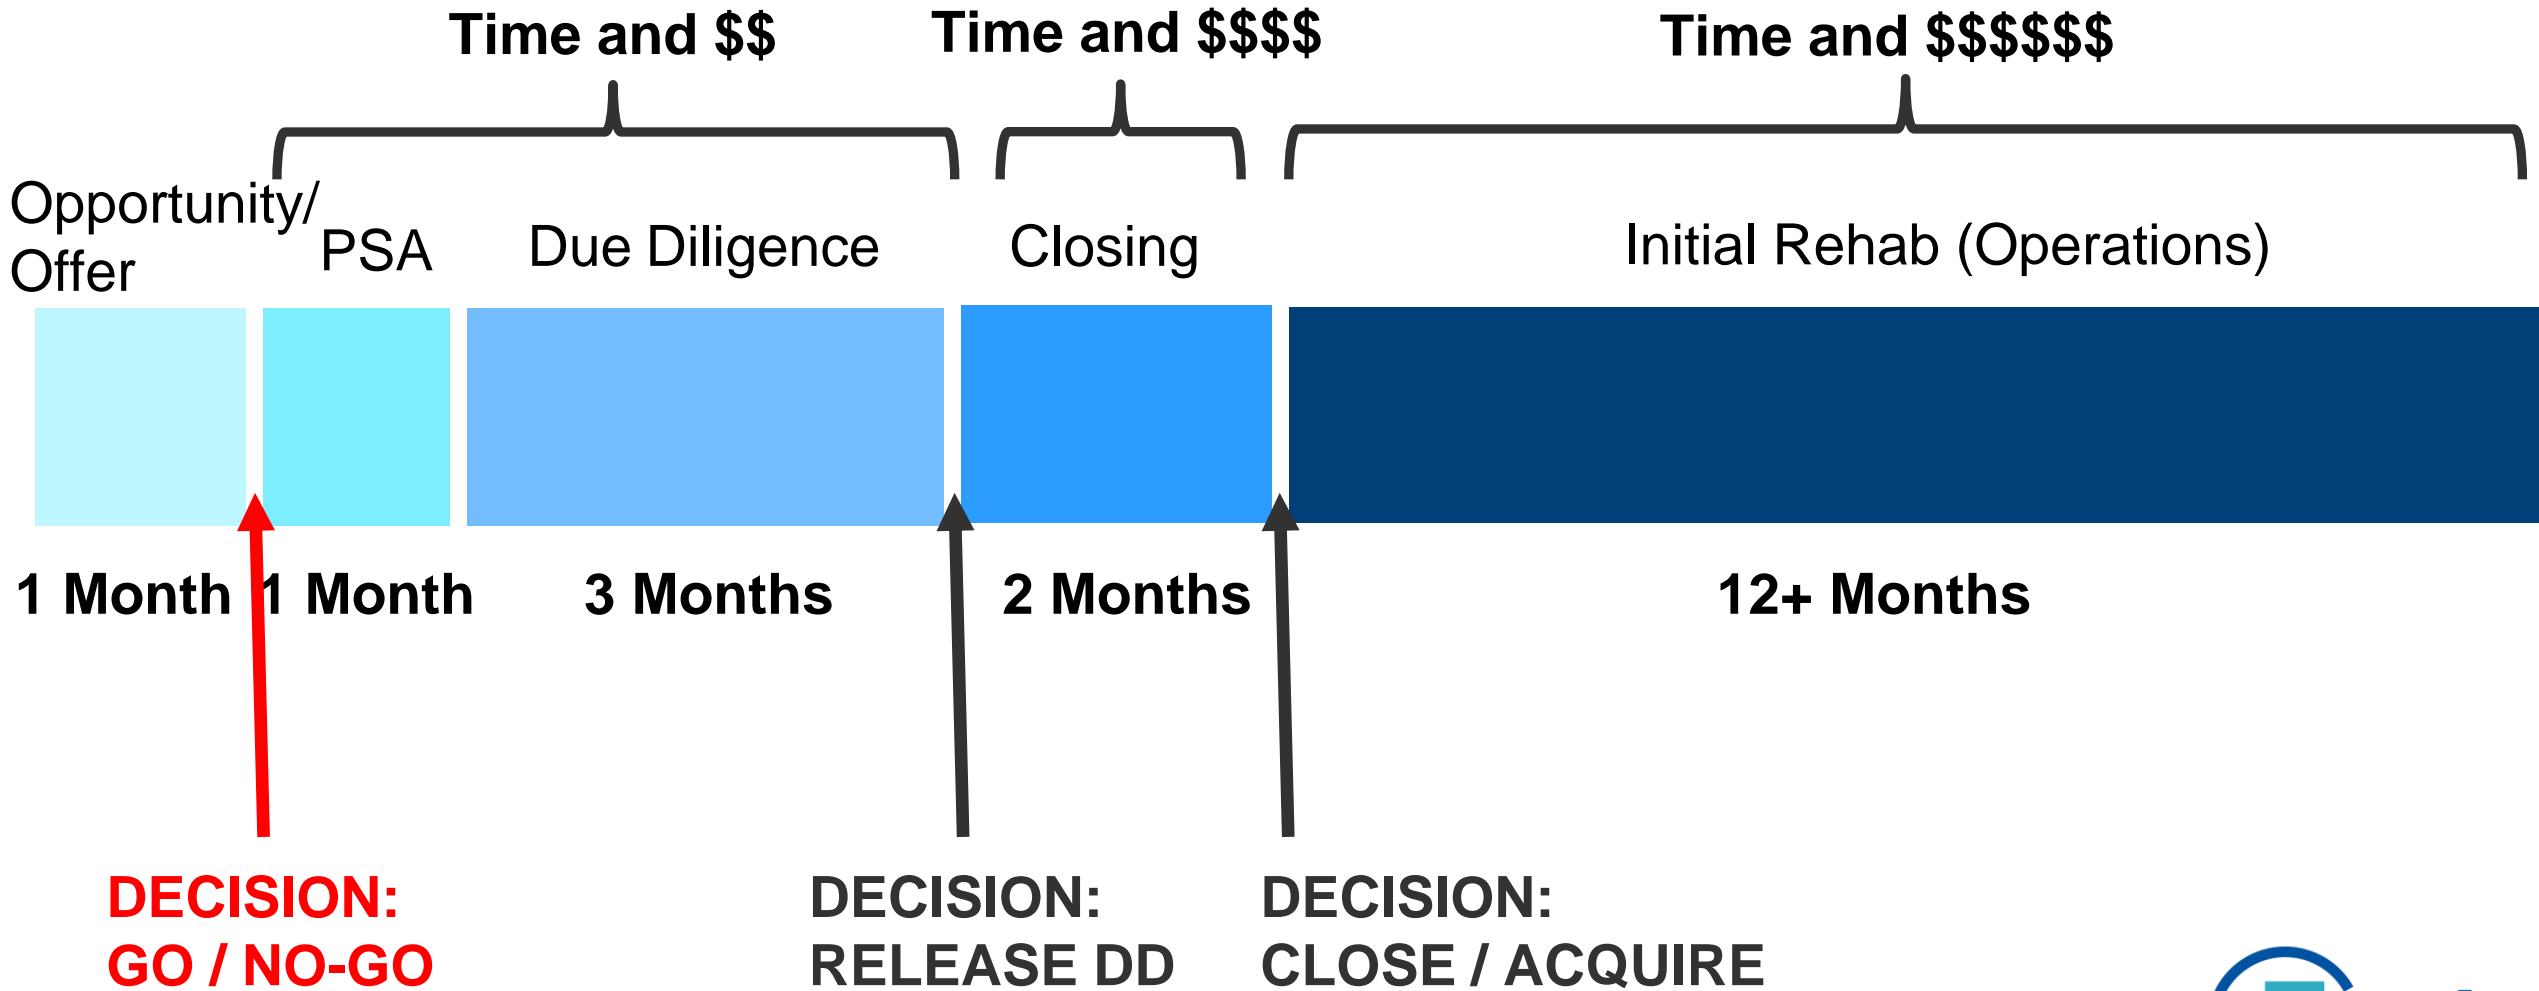 Time and $$
Time and $$$$
Time and $$$$$$
Opportunity/
Offer
PSA
Due Diligence
Closing
Initial Rehab (Operations)
1 Month
1 Month
3 Months
2 Months
12+ Months
DECISION:
GO / NO-GO
DECISION:
RELEASE DD
DECISION:
CLOSE / ACQUIRE